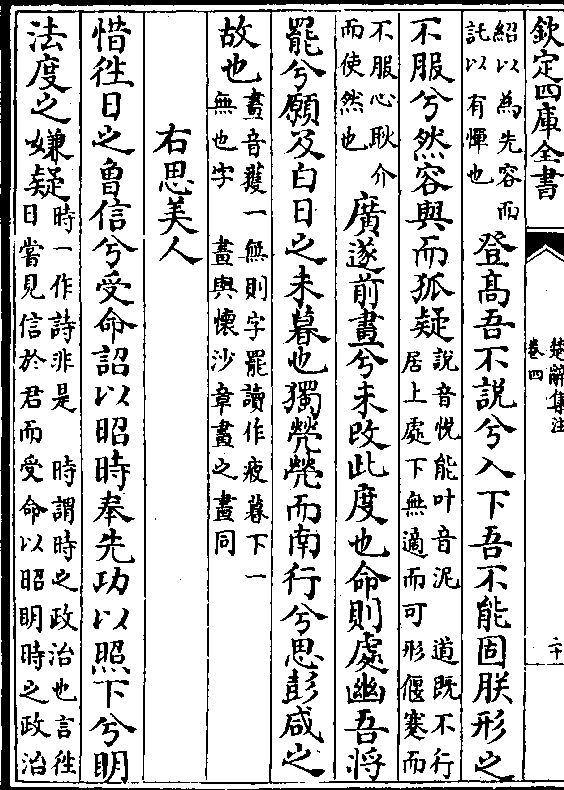 欽定四庫全書
楚辭集注
卷四
二十
紹以為先容而
託以有憚也
登髙吾不説兮入下吾不能固朕形之
不服兮然容與而狐疑
説音悦能叶音泥　道既不行
居上處下無適而可　形偃蹇而
不服心耿介
而使然也
廣遂前畫兮未改此度也命則處幽吾將
罷兮願及白日之未暮也獨煢煢而南行兮思彭咸之
故也
畫音獲一無則字罷讀作疲暮下一
無也字　畫與懷沙章畫之畫同
右思美人
惜徃日之曾信兮受命詔以昭時奉先功以照下兮明
法度之嫌疑
時一作詩非是　時謂時之政治也言徃
日嘗見信於君而受命以昭明時之政治